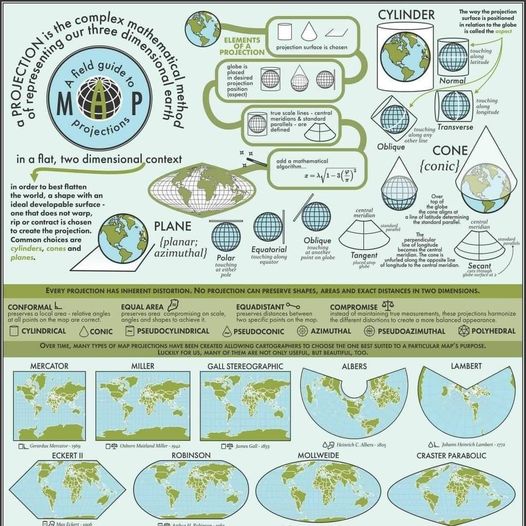 a PROJECTION is the complex mathematical method
of representing our three dimensional earth
A field guide to
MAP
projections
in a flat, two dimensional context
in order to best flatten
the world, a shape with an
ideal developable surface -
one that does not warp,
rip or contract is chosen
to create the projection.
Common choices are
cylinders, cones and
planes.
ELEMENTS
OF A
PROJECTION
projection surface is chosen
globe is
placed in
desired
projection
position
(aspect)
true scale lines - central
meridians & standard
parallels - are
defined
add a mathematical
algorithm...
PLANE
{planar;
azimuthal}
Polar
touching at
either pole
Equatorial
touching along
equator
Oblique
touching at
another
point on globe
CYLINDER
The way the projection
surface is positioned
in relation to the globe
is called the aspect
touching
along
latitude
Normal
touching
along
longitude
Transverse
touching
along any
other line
Oblique
CONE
{conic}
Over
top of
the globe
the cone aligns
at a line of latitude determining
the standard parallel.
The
perpendicular
line of longitude
becomes the central
meridian. The cone is
unfurled along the opposite line
of longitude to the central meridian.
central
meridian
standard
parallel
Tangent
placed atop
globe
central
meridian
standard
parallels
Secant
cuts through
globe surface at 2
EVERY PROJECTION HAS INHERENT DISTORTION. NO PROJECTION CAN PRESERVE SHAPES, AREAS AND EXACT DISTANCES IN TWO DIMENSIONS.
CONFORMAL
preserves a local area - relative angles
at all points on the map are correct.
EQUAL AREA
preserves area compromising on scale,
angles and shapes to achieve it.
EQUIDISTANT
preserves distances between
two specific points on the map.
COMPROMISE
instead of maintaining true measurements, these projections harmonize
the different distortions to create a more balanced appearance.
CYLINDRICAL CONIC PSEUDOCYLINDRICAL PSEUDOCONIC AZIMUTHAL PSEUDOAZIMUTHAL POLYHEDRAL
OVER TIME, MANY TYPES OF MAP PROJECTIONS HAVE BEEN CREATED ALLOWING CARTOGRAPHERS TO CHOOSE THE ONE BEST SUITED TO A PARTICULAR MAP'S PURPOSE.
LUCKILY FOR US, MANY OF THEM ARE NOT ONLY USEFUL, BUT BEAUTIFUL, TOO.
MERCATOR
Gerardus Mercator - 1569
MILLER
Osborn Maitland Miller - 1942
GALL STEREOGRAPHIC
James Gall - 1855
ALBERS
Heinrich C. Albers - 1805
LAMBERT
Johann Heinrich Lambert - 1772
ECKERT II
Max Eckert - 1906
ROBINSON
Arthur H. Robinson
MOLLWEIDE
CRASTER PARABOLIC